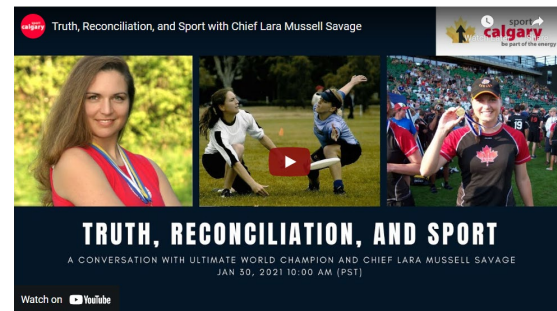 sport
calgary
Truth, Reconciliation, and Sport with Chief Lara Mussell Savage
sport
calgary
be part of the energy
19
TRUTH, RECONCILIATION, AND SPORT
A CONVERSATION WITH ULTIMATE WORLD CHAMPION AND CHIEF LARA MUSSELL SAVAGE
JAN 30, 2021 10:00 AM (PST)
Watch on YouTube